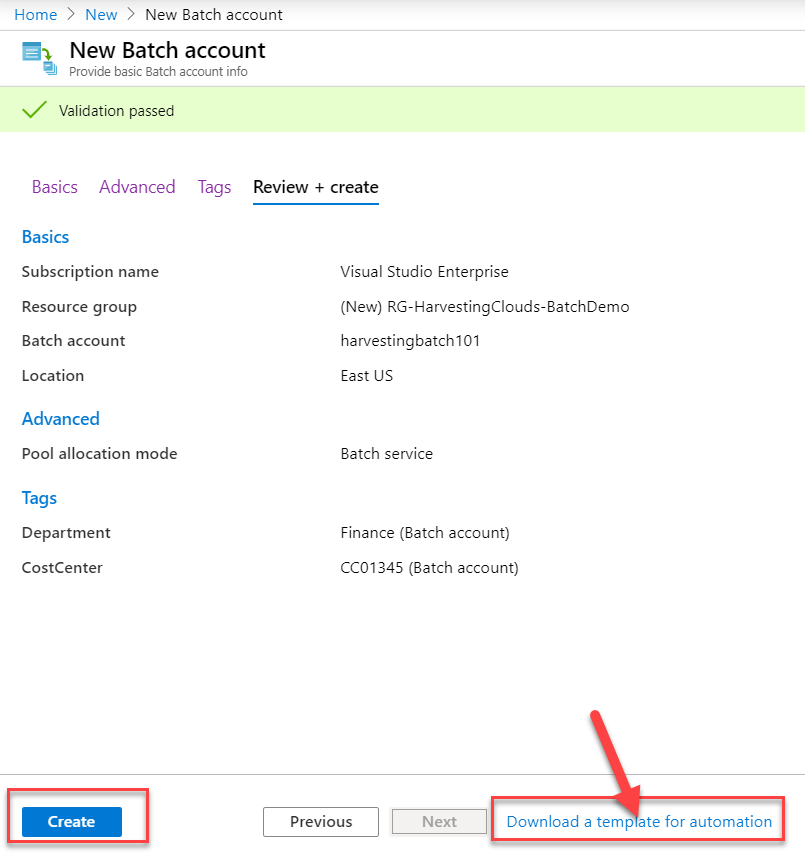 Home > New > New Batch account
New Batch account
Provide basic Batch account info
Validation passed
Basics Advanced Tags Review + create
Basics
Subscription name Visual Studio Enterprise
Resource group (New) RG-HarvestingClouds-BatchDemo
Batch account harvestingbatch101
Location East US
Advanced
Pool allocation mode Batch service
Tags
Department Finance (Batch account)
CostCenter CC01345 (Batch account)
Create Previous Next Download a template for automation